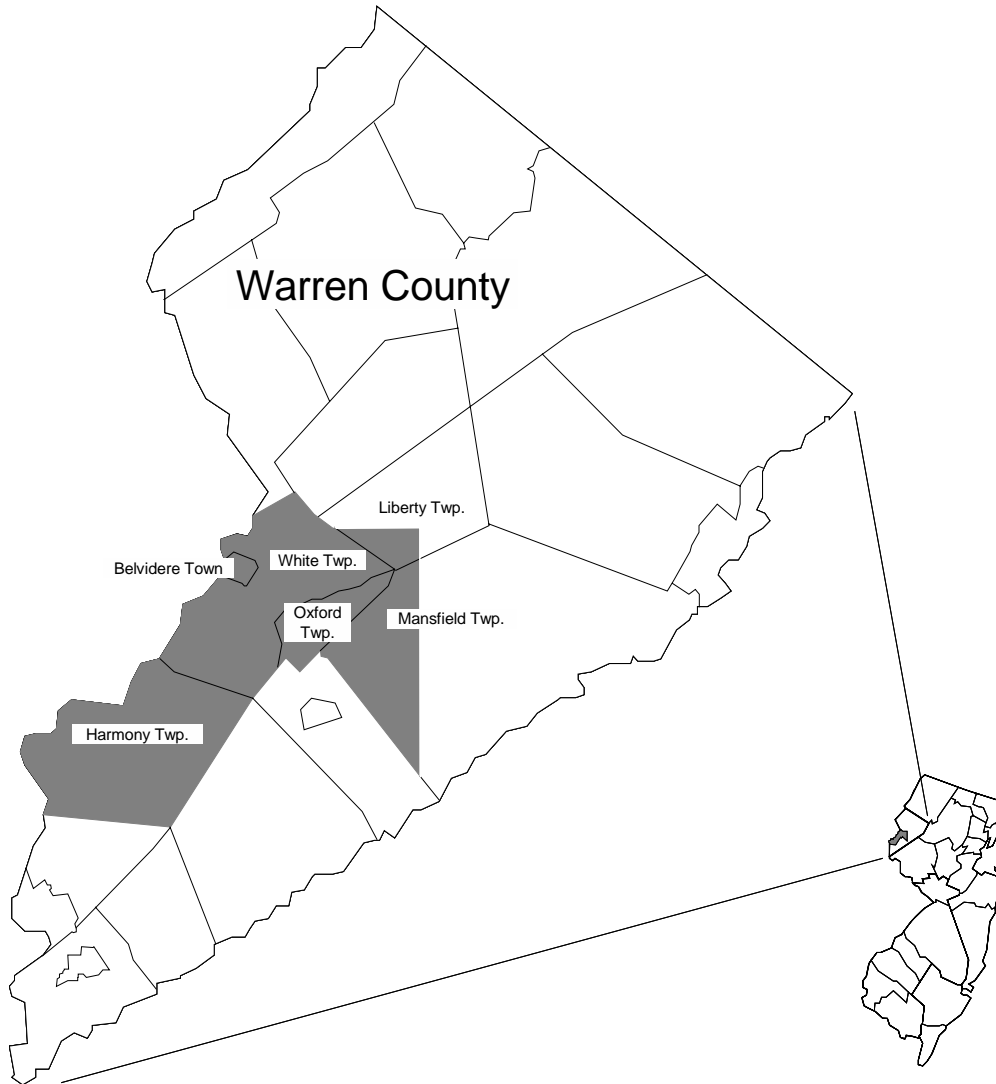 Warren County
Liberty Twp.
White Twp.
Belvidere Town
Oxford
Twp.
Mansfield Twp.
Harmony Twp.